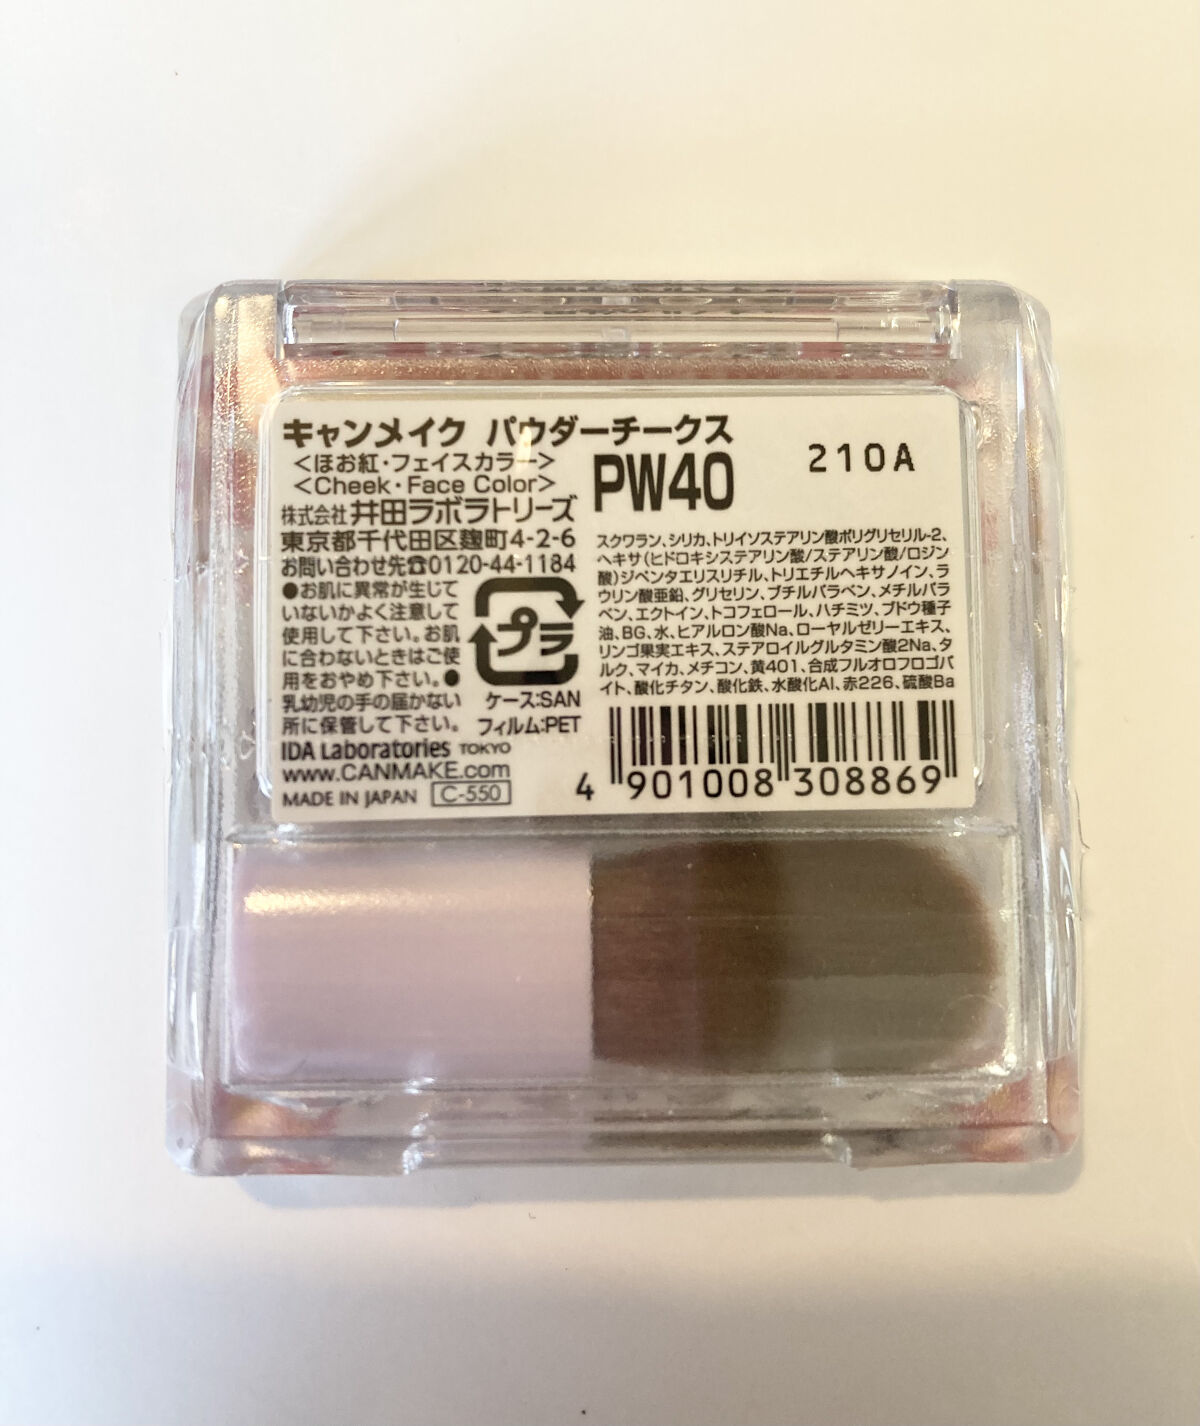 キャンメイク パウダーチークス
<ほお紅・フェイスカラー>
<Cheek・Face Color>
PW40
210A
株式会社 井田ラボラトリーズ
東京都千代田区麹町4-2-6
お問い合わせ先☎0120-44-1184
●お肌に異常が生じて
いないかよく注意して
使用して下さい。お肌
に合わないときはご使
用をおやめ下さい。●
乳幼児の手の届かない
所に保管して下さい。
プラ
ケース:SAN
フィルム:PET
IDA Laboratories TOKYO
www.CANMAKE.com
MADE IN JAPAN C-550
スクワラン、シリカ、トリイソステアリン酸ポリグリセリル-2、
ヘキサ(ヒドロキシステアリン酸/ステアリン酸/ロジン
酸)ジペンタエリスリチル、トリエチルヘキサノイン、ラ
ウリン酸亜鉛、グリセリン、ブチルパラベン、メチルパラ
ベン、エクトイン、トコフェロール、ハチミツ、ブドウ種子
油、BG、水、ヒアルロン酸Na、ローヤルゼリーエキス、
リンゴ果実エキス、ステアロイルグルタミン酸2Na、タ
ルク、マイカ、メチコン、黄401、合成フルオロフロゴパ
イト、酸化チタン、酸化鉄、水酸化Al、赤226、硫酸Ba
4 901008 308869